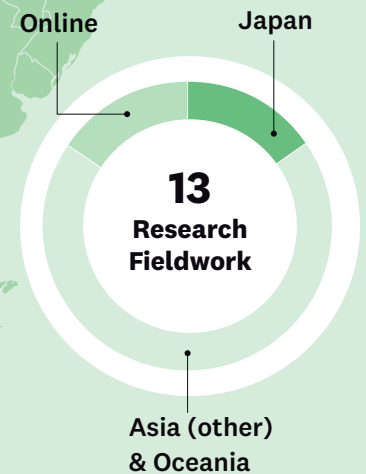 Online
Japan
13
Research
Fieldwork
Asia (other)
& Oceania